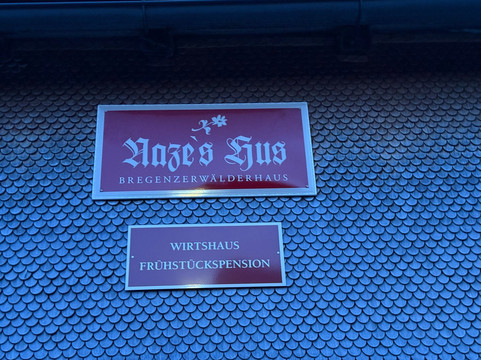 Naze's Hus
BREGENZERWÄLDERHAUS
WIRTSHAUS
FRÜHSTÜCKSPENSION